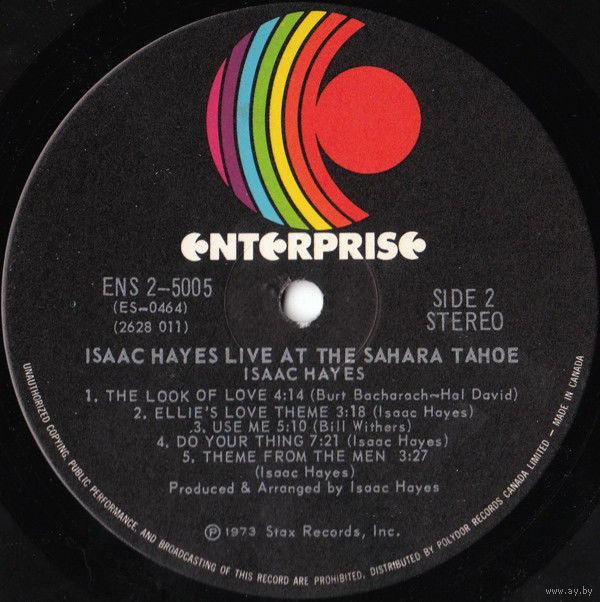 ENTERPRISE
ENS 2-5005
(ES-0464)
(2628 011)
SIDE 2
STEREO
ISAAC HAYES LIVE AT THE SAHARA TAHOE
ISAAC HAYES
1. THE LOOK OF LOVE 4:14 (Burt Bacharach~Hal David)
2. ELLIE'S LOVE THEME 3:18 (Isaac Hayes)
3. USE ME 5:10 (Bill Withers)
4. DO YOUR THING 7:21 (Isaac Hayes)
5. THEME FROM THE MEN 3:27
(Isaac Hayes)
Produced & Arranged by Isaac Hayes
℗ 1973 Stax Records, Inc.
UNAUTHORIZED COPYING, PUBLIC PERFORMANCE, AND BROADCASTING OF THIS RECORD ARE PROHIBITED, DISTRIBUTED BY POLYDOR RECORDS CANADA LIMITED — MADE IN CANADA
www.ay.by